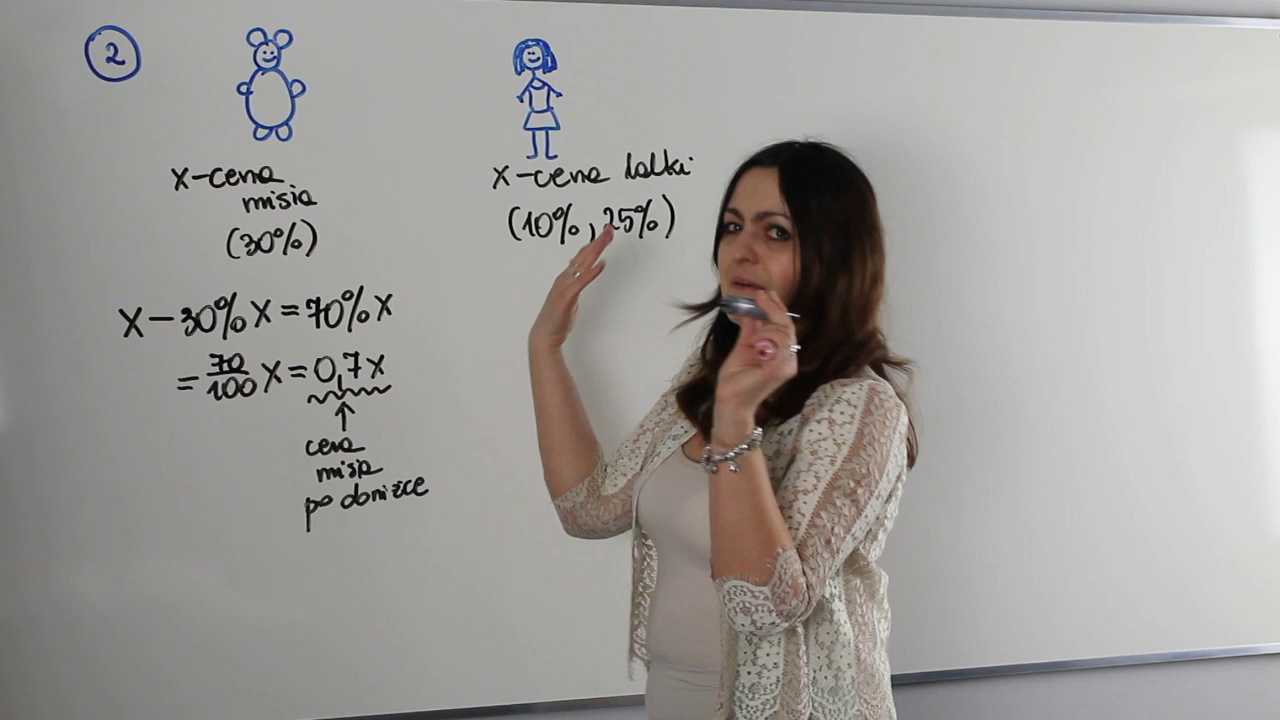 2
x-cena
misia
(30%)
x - 30% x = 70% x
= 70/100 x = 0,7x
↑
cena
misia
po obniżce
x-cena lalki
(10%, 25%)